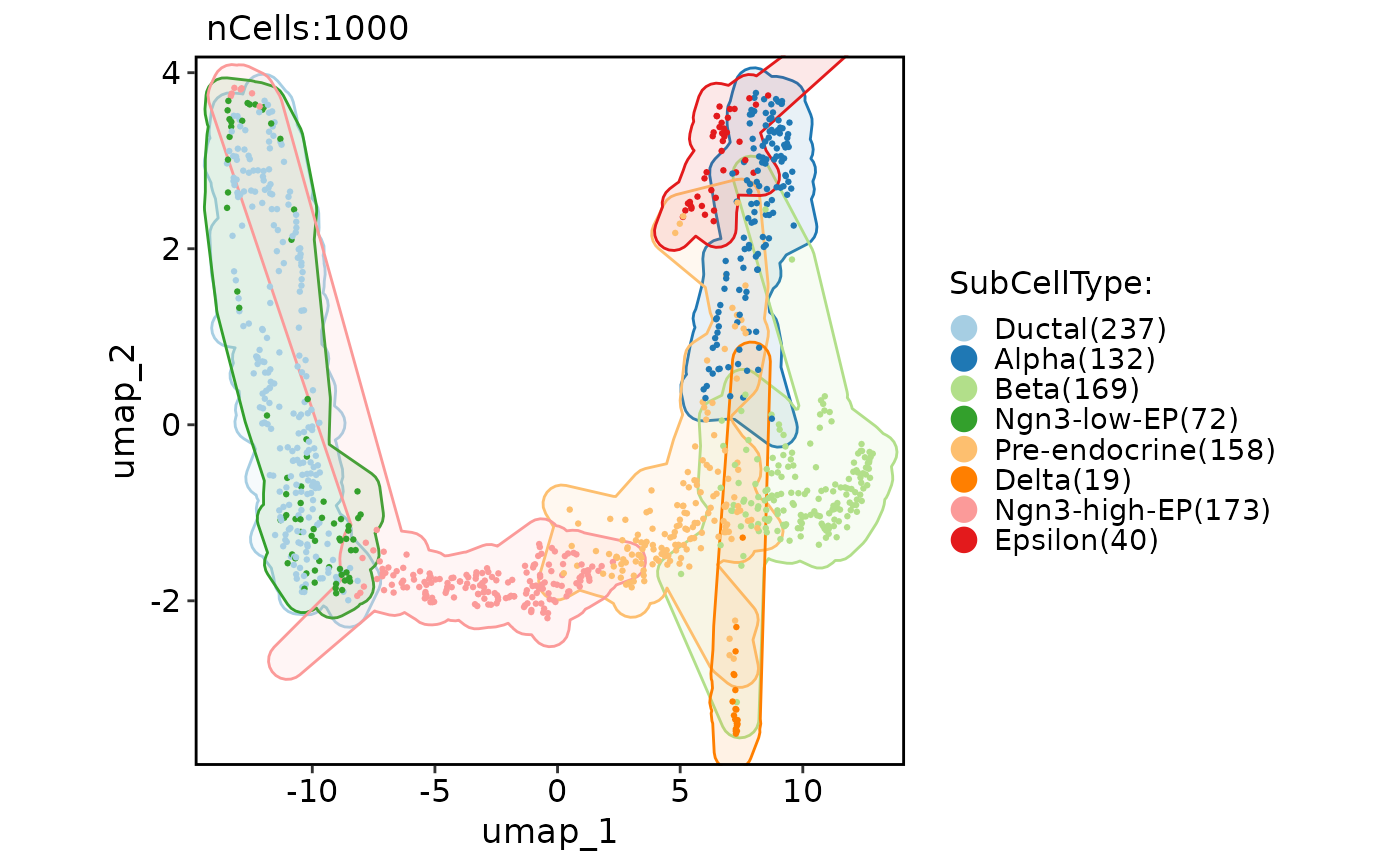 nCells:1000
4
2
0
-2
umap_2
-10 -5 0 5 10
umap_1
SubCellType:
Ductal(237)
Alpha(132)
Beta(169)
Ngn3-low-EP(72)
Pre-endocrine(158)
Delta(19)
Ngn3-high-EP(173)
Epsilon(40)